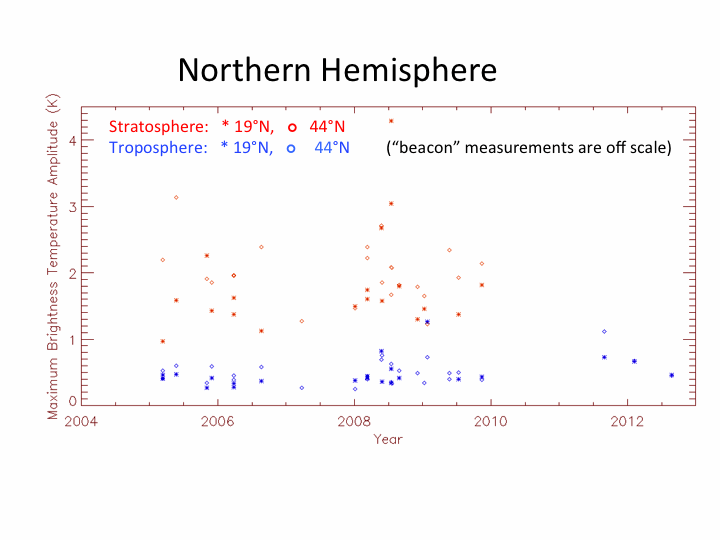 Northern Hemisphere
Stratosphere: * 19°N, o 44°N
Troposphere: * 19°N, o 44°N (“beacon” measurements are off scale)
Maximum Brightness Temperature Amplitude (K)
4
3
2
1
0
2004 2006 2008 2010 2012
Year